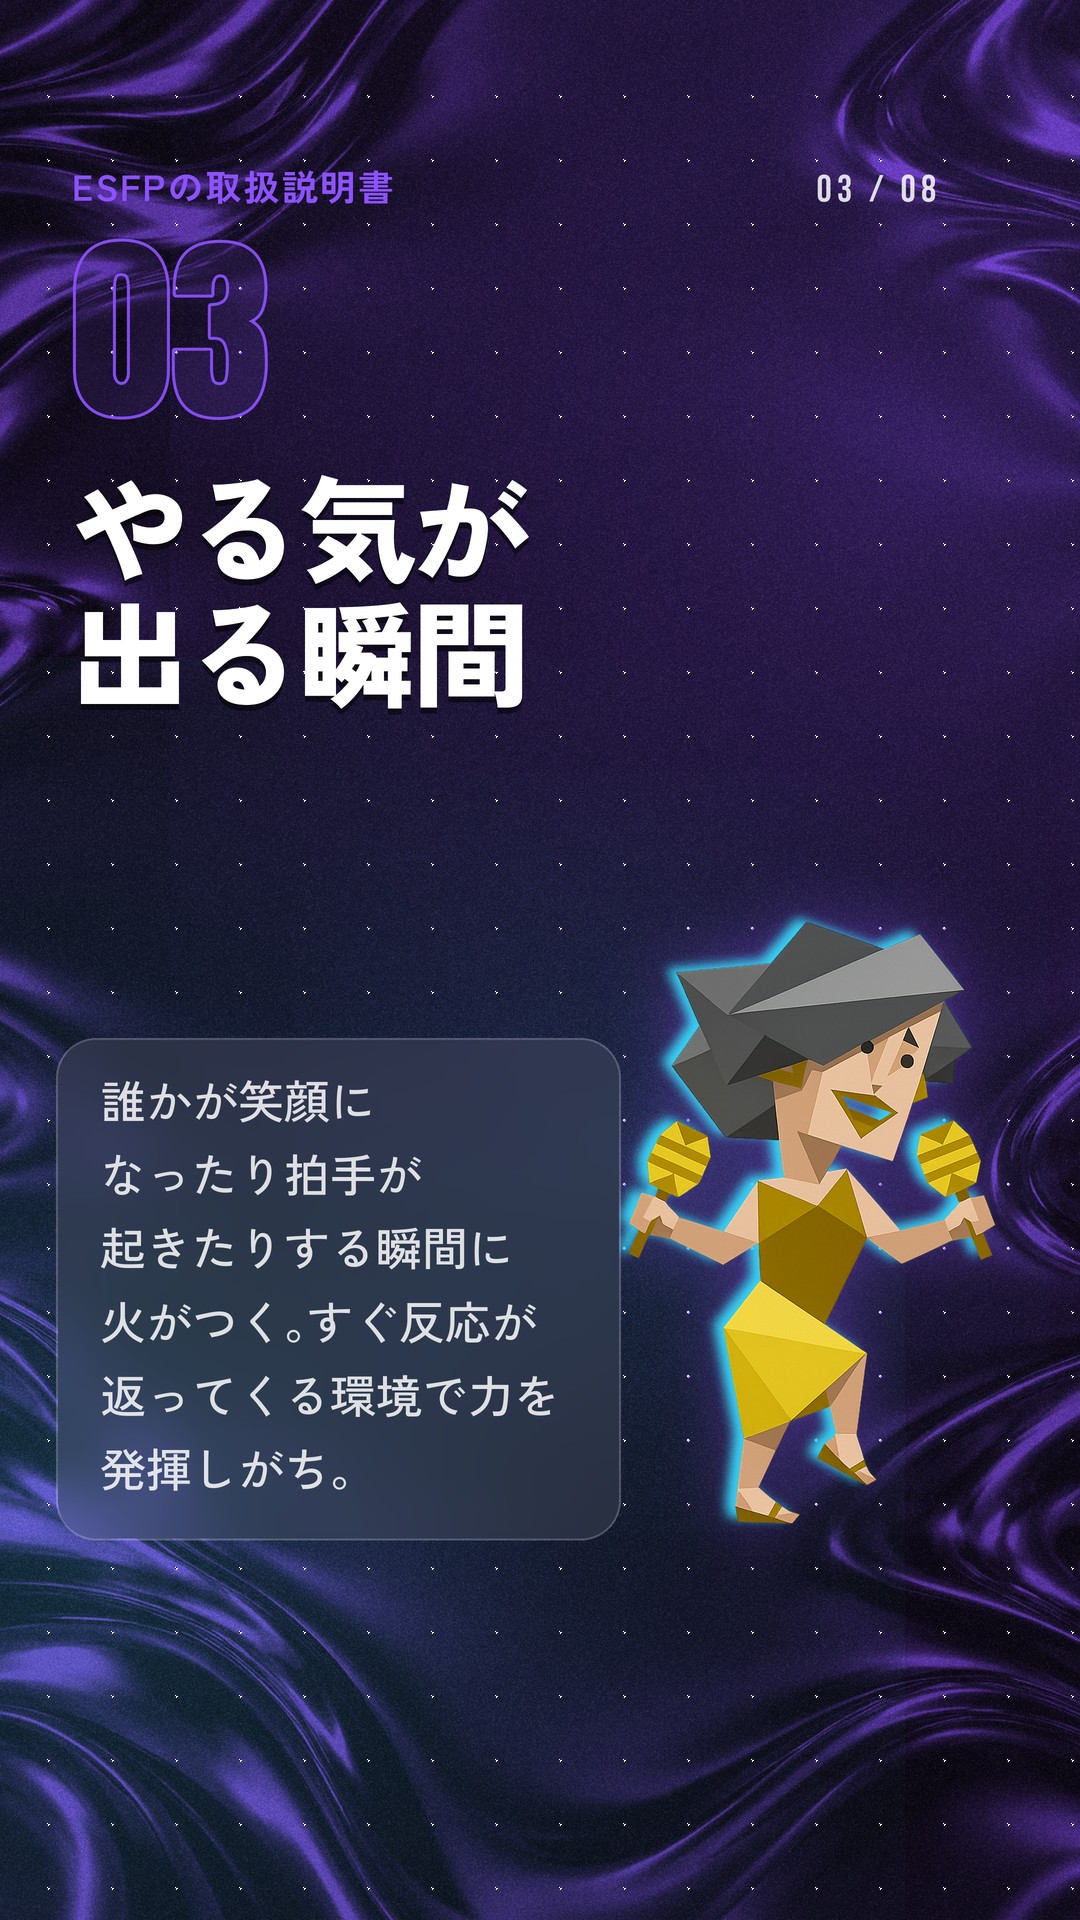 ESFPの取扱説明書
03 / 08
03
やる気が
出る瞬間
誰かが笑顔に
なったり拍手が
起きたりする瞬間に
火がつく。すぐ反応が
返ってくる環境で力を
発揮しがち。